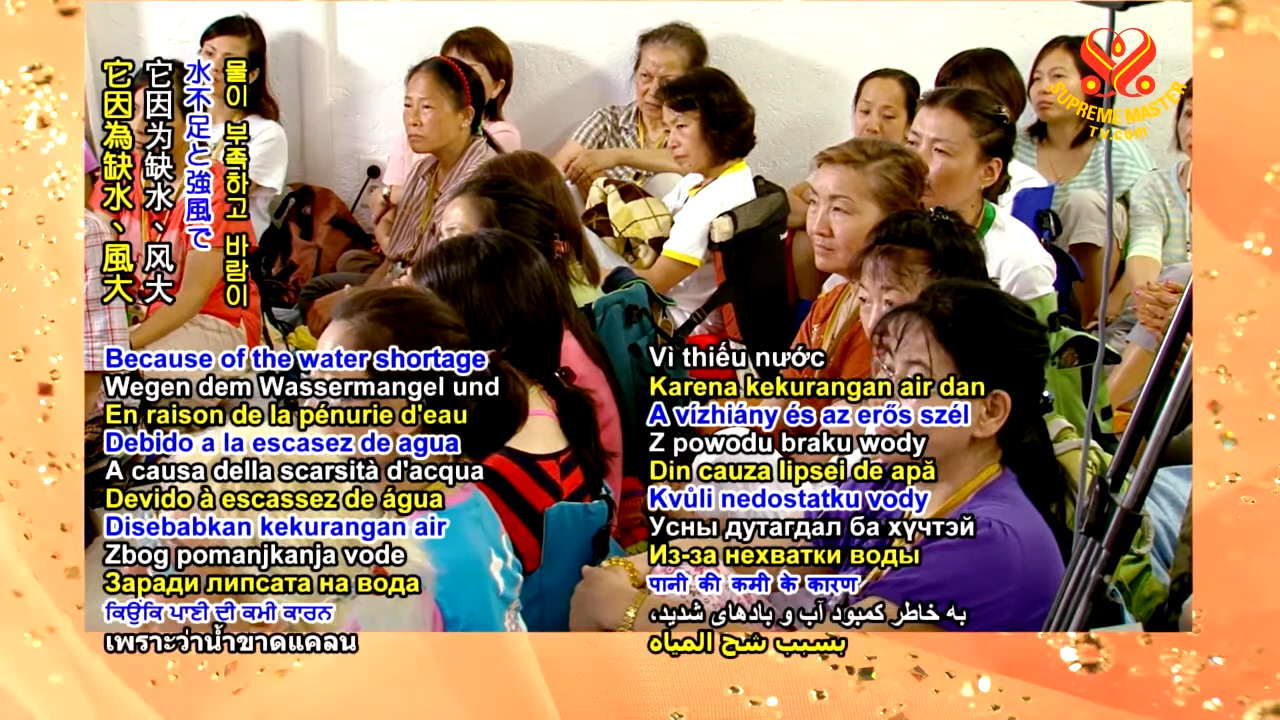 它因為缺水、風大
它因为缺水、风大
水不足と強風で
물이 부족하고 바람이
SUPREME MASTER
TV.com
Because of the water shortage
Wegen dem Wassermangel und
En raison de la pénurie d'eau
Debido a la escasez de agua
A causa della scarsità d'acqua
Devido à escassez de água
Disebabkan kekurangan air
Zbog pomanjkanja vode
Заради липсата на вода
ਕਿਉਂਕਿ ਪਾਣੀ ਦੀ ਕਮੀ ਕਾਰਨ
เพราะว่าน้ำขาดแคลน
Vì thiếu nước
Karena kekurangan air dan
A vízhiány és az erős szél
Z powodu braku wody
Din cauza lipsei de apă
Kvůli nedostatku vody
Усны дутагдал ба хүчтэй
Из-за нехватки воды
पानी की कमी के कारण
به خاطر کمبود آب و بادهای شدید،
بسبب شح المياه